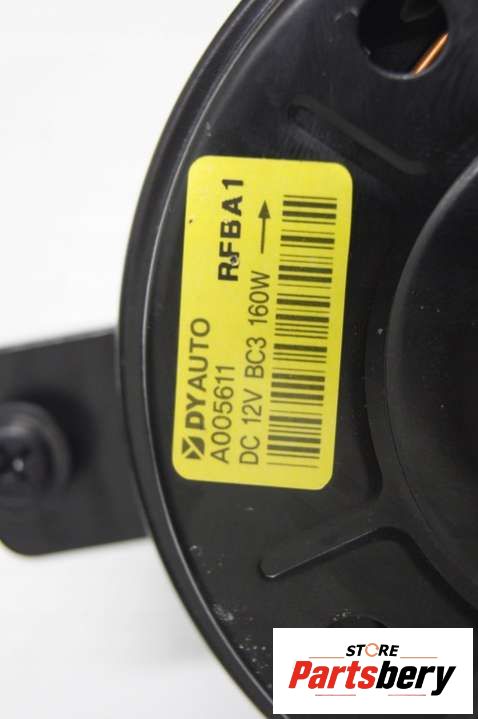 RFBA1
DYAUTO
A005611
DC 12V BC3 160W →
STORE
Partsbery